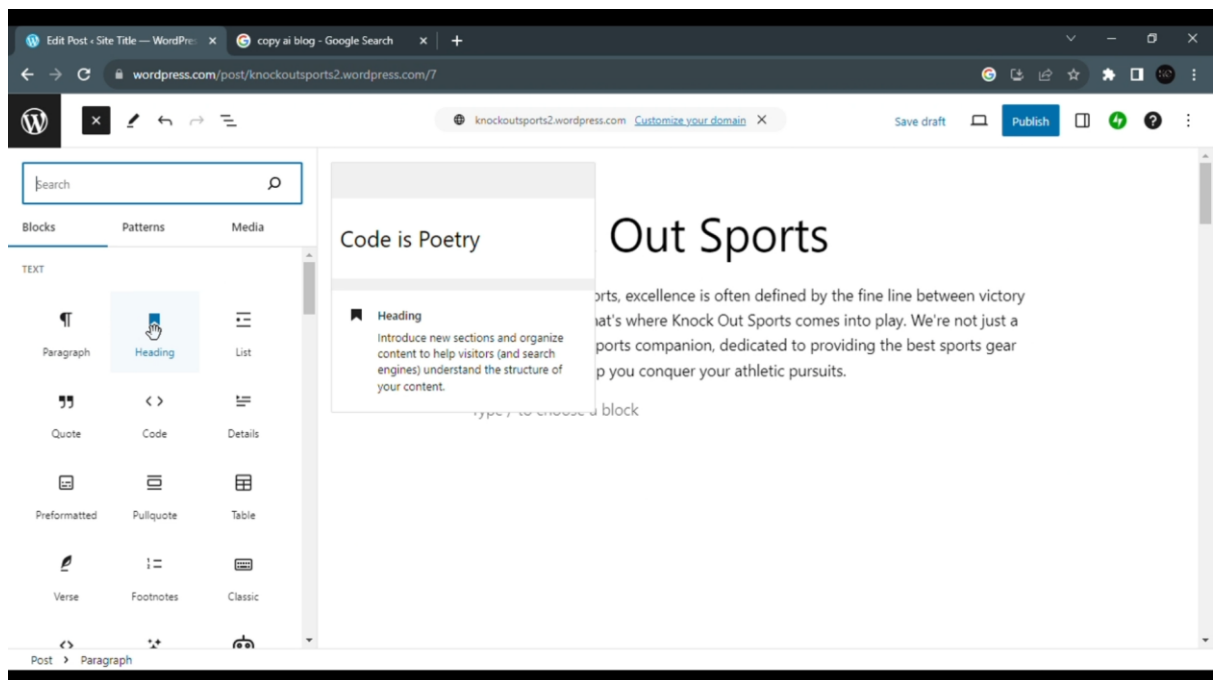 Edit Post ‹ Site Title — WordPre
copy ai blog - Google Search
wordpress.com/post/knockoutsports2.wordpress.com/7
knockoutsports2.wordpress.com Customize your domain
Save draft
Publish
Search
Blocks Patterns Media
TEXT
Paragraph Heading List
Quote Code Details
Preformatted Pullquote Table
Verse Footnotes Classic
Code is Poetry
Heading
Introduce new sections and organize
content to help visitors (and search
engines) understand the structure of
your content.
Out Sports
orts, excellence is often defined by the fine line between victory
at's where Knock Out Sports comes into play. We're not just a
ports companion, dedicated to providing the best sports gear
p you conquer your athletic pursuits.
Type / to choose a block
Post > Paragraph